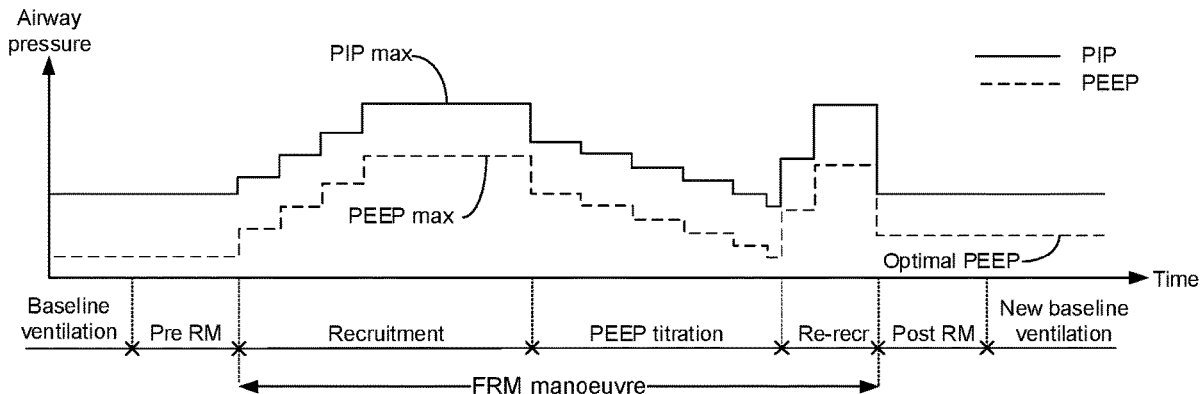 Airway
pressure
PIP max
PIP
PEEP
PEEP max
Optimal PEEP
Time
Baseline
ventilation
Pre RM
Recruitment
PEEP titration
Re-recr
Post RM
New baseline
ventilation
FRM manoeuvre